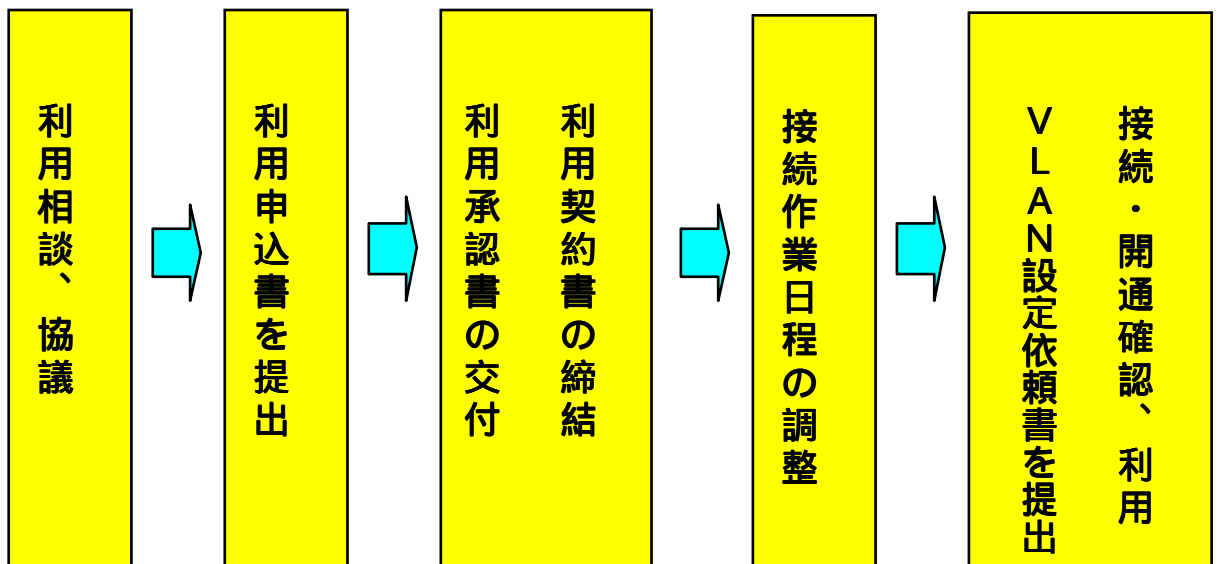 利用相談、協議
利用申込書を提出
利用承認書の交付
利用契約書の締結
接続作業日程の調整
ＶＬＡＮ設定依頼書を提出
接続・開通確認、利用